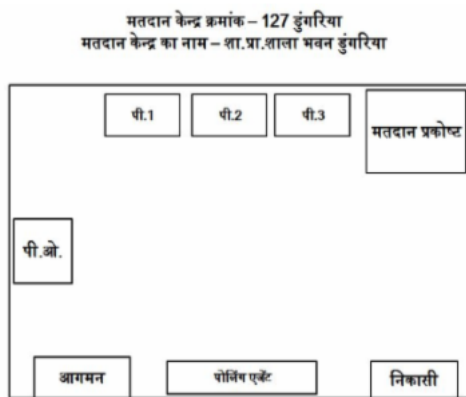 मतदान केन्द्र क्रमांक – 127 डुंगरिया
मतदान केन्द्र का नाम – शा.प्रा.शाला भवन डुंगरिया
पी.1
पी.2
पी.3
मतदान प्रकोष्ट
पी.ओ.
आगमन
पोलिंग एजेंट
निकासी